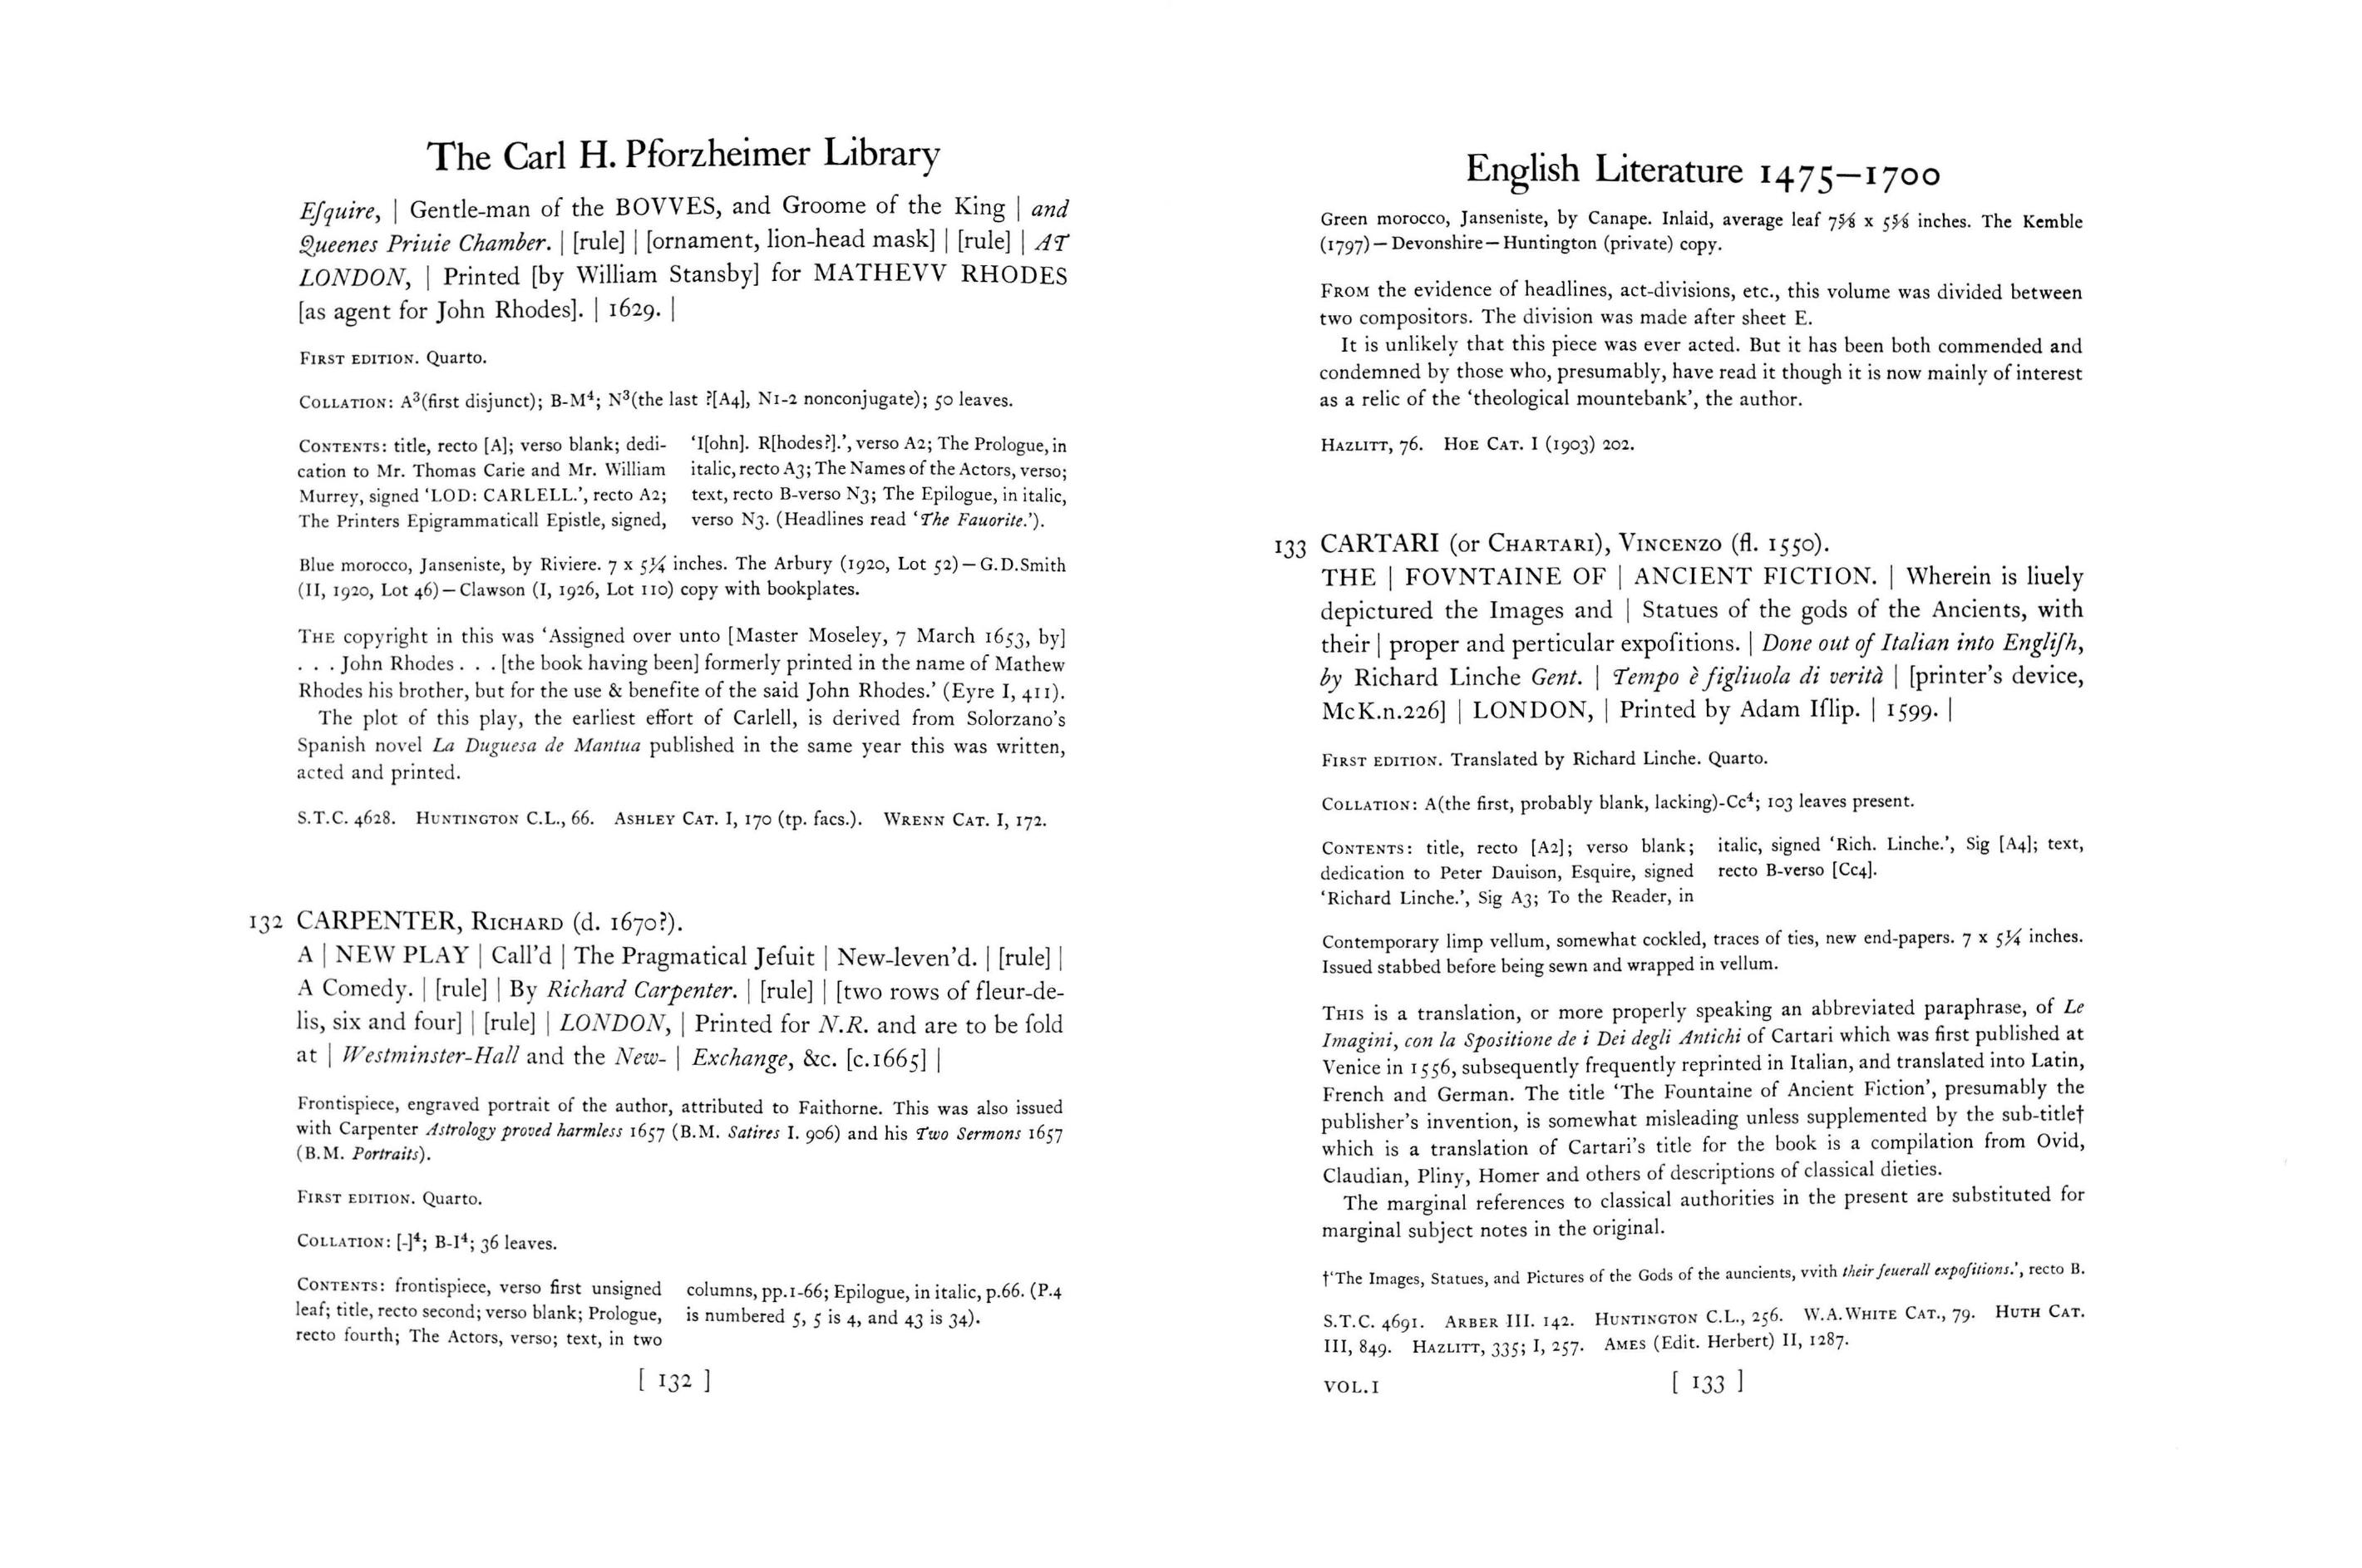 The Carl H. Pforzheimer Library
Eſquire, | Gentle-man of the BOVVES, and Groome of the King | and
Queenes Priuie Chamber. | [rule] | [ornament, lion-head mask] | [rule] | AT
LONDON, | Printed [by William Stansby] for MATHEVV RHODES
[as agent for John Rhodes]. | 1629. |
FIRST EDITION. Quarto.
COLLATION: A³(first disjunct); B-M⁴; N³(the last ?[A4], N1-2 nonconjugate); 50 leaves.
CONTENTS: title, recto [A]; verso blank; dedi-
cation to Mr. Thomas Carie and Mr. William
Murrey, signed ‘LOD: CARLELL.’, recto A2;
The Printers Epigrammaticall Epistle, signed,
‘I[ohn]. R[hodes?].’, verso A2; The Prologue, in
italic, recto A3; The Names of the Actors, verso;
text, recto B-verso N3; The Epilogue, in italic,
verso N3. (Headlines read ‘The Fauorite.’).
Blue morocco, Janseniste, by Riviere. 7 x 5¼ inches. The Arbury (1920, Lot 52)—G.D.Smith
(II, 1920, Lot 46)—Clawson (I, 1926, Lot 110) copy with bookplates.
THE copyright in this was ‘Assigned over unto [Master Moseley, 7 March 1653, by]
. . . John Rhodes . . . [the book having been] formerly printed in the name of Mathew
Rhodes his brother, but for the use & benefite of the said John Rhodes.’ (Eyre I, 411).
The plot of this play, the earliest effort of Carlell, is derived from Solorzano’s
Spanish novel La Duguesa de Mantua published in the same year this was written,
acted and printed.
S.T.C. 4628. HUNTINGTON C.L., 66. ASHLEY CAT. I, 170 (tp. facs.). WRENN CAT. I, 172.
132 CARPENTER, RICHARD (d. 1670?).
A | NEW PLAY | Call’d | The Pragmatical Jeſuit | New-leven’d. | [rule] |
A Comedy. | [rule] | By Richard Carpenter. | [rule] | [two rows of fleur-de-
lis, six and four] | [rule] | LONDON, | Printed for N.R. and are to be ſold
at | Westminster-Hall and the New- | Exchange, &c. [c.1665] |
Frontispiece, engraved portrait of the author, attributed to Faithorne. This was also issued
with Carpenter Astrology proved harmless 1657 (B.M. Satires I. 906) and his Two Sermons 1657
(B.M. Portraits).
FIRST EDITION. Quarto.
COLLATION: [-]⁴; B-I⁴; 36 leaves.
CONTENTS: frontispiece, verso first unsigned
leaf; title, recto second; verso blank; Prologue,
recto fourth; The Actors, verso; text, in two
columns, pp.1-66; Epilogue, in italic, p.66. (P.4
is numbered 5, 5 is 4, and 43 is 34).
[ 132 ]
English Literature 1475–1700
Green morocco, Janseniste, by Canape. Inlaid, average leaf 7⅝ x 5⅝ inches. The Kemble
(1797)—Devonshire—Huntington (private) copy.
FROM the evidence of headlines, act-divisions, etc., this volume was divided between
two compositors. The division was made after sheet E.
It is unlikely that this piece was ever acted. But it has been both commended and
condemned by those who, presumably, have read it though it is now mainly of interest
as a relic of the ‘theological mountebank’, the author.
HAZLITT, 76. HOE CAT. I (1903) 202.
133 CARTARI (or CHARTARI), VINCENZO (fl. 1550).
THE | FOVNTAINE OF | ANCIENT FICTION. | Wherein is liuely
depictured the Images and | Statues of the gods of the Ancients, with
their | proper and perticular expoſitions. | Done out of Italian into Engliſh,
by Richard Linche Gent. | Tempo è figliuola di verità | [printer’s device,
McK.n.226] | LONDON, | Printed by Adam Iſlip. | 1599. |
FIRST EDITION. Translated by Richard Linche. Quarto.
COLLATION: A(the first, probably blank, lacking)-Cc⁴; 103 leaves present.
CONTENTS: title, recto [A2]; verso blank;
dedication to Peter Dauison, Esquire, signed
‘Richard Linche.’, Sig A3; To the Reader, in
italic, signed ‘Rich. Linche.’, Sig [A4]; text,
recto B-verso [Cc4].
Contemporary limp vellum, somewhat cockled, traces of ties, new end-papers. 7 x 5¼ inches.
Issued stabbed before being sewn and wrapped in vellum.
THIS is a translation, or more properly speaking an abbreviated paraphrase, of Le
Imagini, con la Spositione de i Dei degli Antichi of Cartari which was first published at
Venice in 1556, subsequently frequently reprinted in Italian, and translated into Latin,
French and German. The title ‘The Fountaine of Ancient Fiction’, presumably the
publisher’s invention, is somewhat misleading unless supplemented by the sub-title†
which is a translation of Cartari’s title for the book is a compilation from Ovid,
Claudian, Pliny, Homer and others of descriptions of classical dieties.
The marginal references to classical authorities in the present are substituted for
marginal subject notes in the original.
†‘The Images, Statues, and Pictures of the Gods of the auncients, vvith their ſeuerall expoſitions.’, recto B.
S.T.C. 4691. ARBER III. 142. HUNTINGTON C.L., 256. W.A.WHITE CAT., 79. HUTH CAT.
III, 849. HAZLITT, 335; I, 257. AMES (Edit. Herbert) II, 1287.
VOL.I [ 133 ]